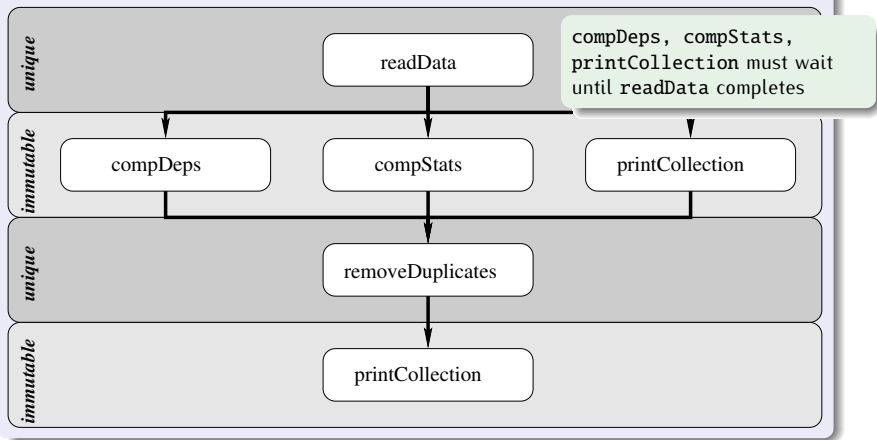 unique
readData
compDeps, compStats,
printCollection must wait
until readData completes
immutable
compDeps
compStats
printCollection
unique
removeDuplicates
immutable
printCollection